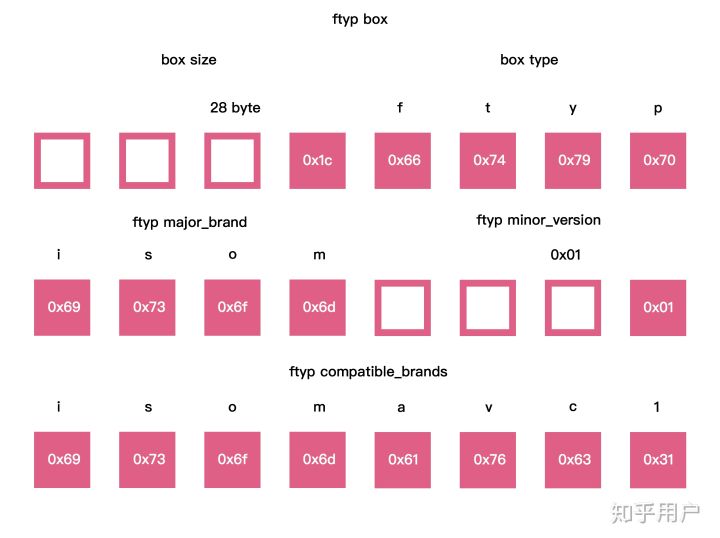 ftyp box
box size box type
28 byte f t y p
0x1c 0x66 0x74 0x79 0x70
ftyp major_brand ftyp minor_version
i s o m 0x01
0x69 0x73 0x6f 0x6d 0x01
ftyp compatible_brands
i s o m a v c 1
0x69 0x73 0x6f 0x6d 0x61 0x76 0x63 0x31
知乎用户